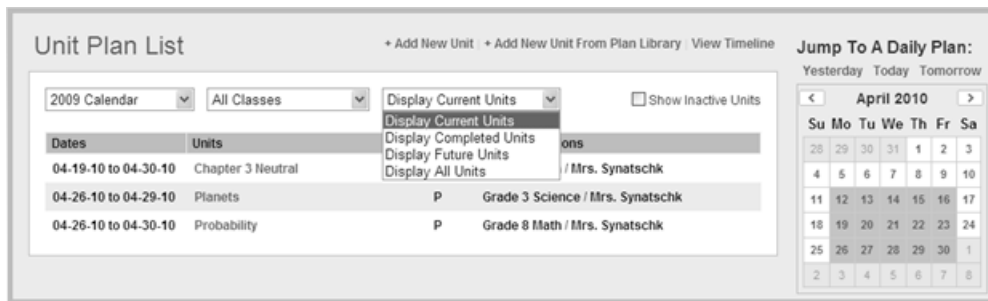 Unit Plan List
+ Add New Unit | + Add New Unit From Plan Library | View Timeline
2009 Calendar
All Classes
Display Current Units
Show Inactive Units
Display Current Units
Display Completed Units
Display Future Units
Display All Units
Dates Units ons
04-19-10 to 04-30-10 Chapter 3 Neutral / Mrs. Synatschk
04-26-10 to 04-29-10 Planets P Grade 3 Science / Mrs. Synatschk
04-26-10 to 04-30-10 Probability P Grade 8 Math / Mrs. Synatschk
Jump To A Daily Plan:
Yesterday Today Tomorrow
< April 2010 >
Su Mo Tu We Th Fr Sa
28 29 30 31 1 2 3
4 5 6 7 8 9 10
11 12 13 14 15 16 17
18 19 20 21 22 23 24
25 26 27 28 29 30 1
2 3 4 5 6 7 8